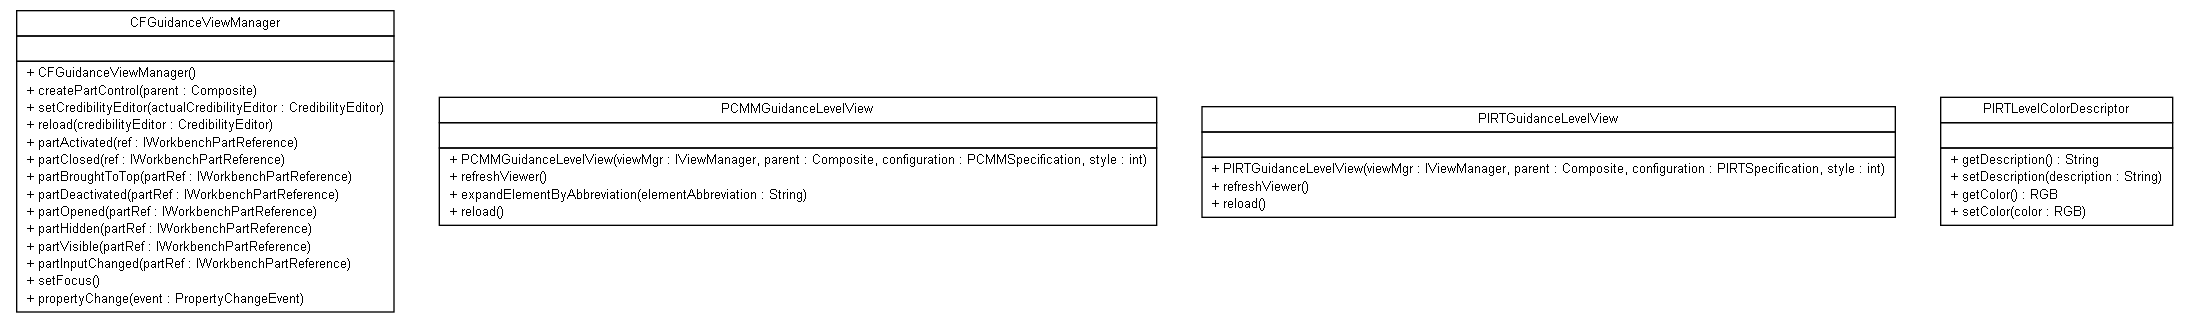 CFGuidanceViewManager
+ CFGuidanceViewManager()
+ createPartControl(parent : Composite)
+ setCredibilityEditor(actualCredibilityEditor : CredibilityEditor)
+ reload(credibilityEditor : CredibilityEditor)
+ partActivated(ref : IWorkbenchPartReference)
+ partClosed(ref : IWorkbenchPartReference)
+ partBroughtToTop(partRef : IWorkbenchPartReference)
+ partDeactivated(partRef : IWorkbenchPartReference)
+ partOpened(partRef : IWorkbenchPartReference)
+ partHidden(partRef : IWorkbenchPartReference)
+ partVisible(partRef : IWorkbenchPartReference)
+ partInputChanged(partRef : IWorkbenchPartReference)
+ setFocus()
+ propertyChange(event : PropertyChangeEvent)
PCMMGuidanceLevelView
+ PCMMGuidanceLevelView(viewMgr : IViewManager, parent : Composite, configuration : PCMMSpecification, style : int)
+ refreshViewer()
+ expandElementByAbbreviation(elementAbbreviation : String)
+ reload()
PIRTGuidanceLevelView
+ PIRTGuidanceLevelView(viewMgr : IViewManager, parent : Composite, configuration : PIRTSpecification, style : int)
+ refreshViewer()
+ reload()
PIRTLevelColorDescriptor
+ getDescription() : String
+ setDescription(description : String)
+ getColor() : RGB
+ setColor(color : RGB)